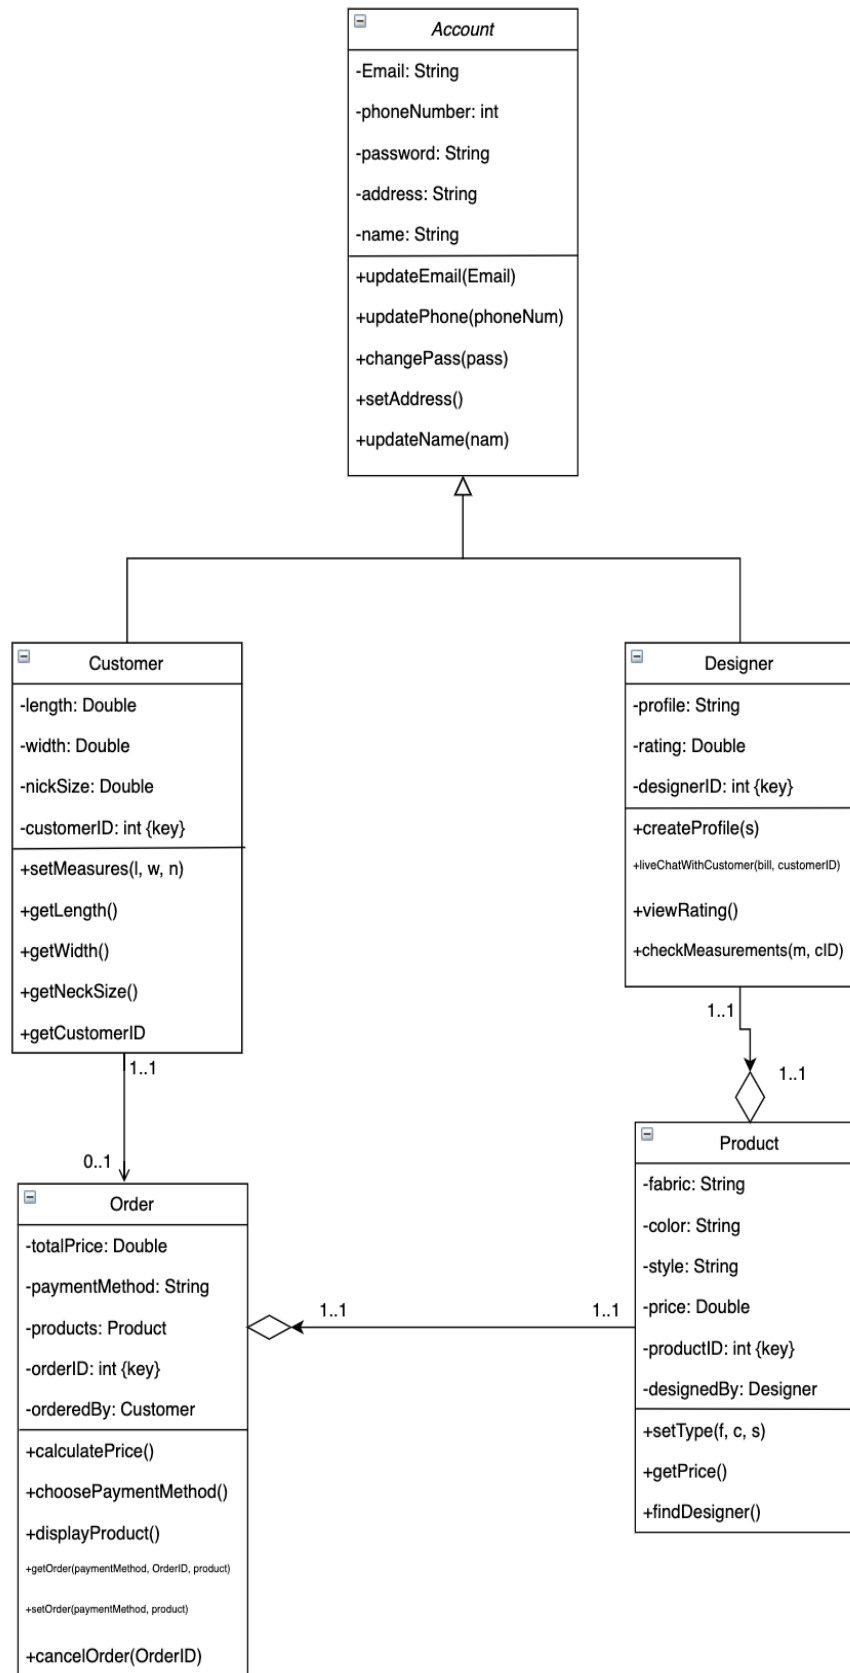 Account
-Email: String
-phoneNumber: int
-password: String
-address: String
-name: String
+updateEmail(Email)
+updatePhone(phoneNum)
+changePass(pass)
+setAddress()
+updateName(nam)
Customer
-length: Double
-width: Double
-nickSize: Double
-customerID: int {key}
+setMeasures(l, w, n)
+getLength()
+getWidth()
+getNeckSize()
+getCustomerID
Designer
-profile: String
-rating: Double
-designerID: int {key}
+createProfile(s)
+liveChatWithCustomer(bill, customerID)
+viewRating()
+checkMeasurements(m, cID)
1..1
0..1
1..1
1..1
Order
-totalPrice: Double
-paymentMethod: String
-products: Product
-orderID: int {key}
-orderedBy: Customer
+calculatePrice()
+choosePaymentMethod()
+displayProduct()
+getOrder(paymentMethod, OrderID, product)
+setOrder(paymentMethod, product)
+cancelOrder(OrderID)
1..1
1..1
Product
-fabric: String
-color: String
-style: String
-price: Double
-productID: int {key}
-designedBy: Designer
+setType(f, c, s)
+getPrice()
+findDesigner()